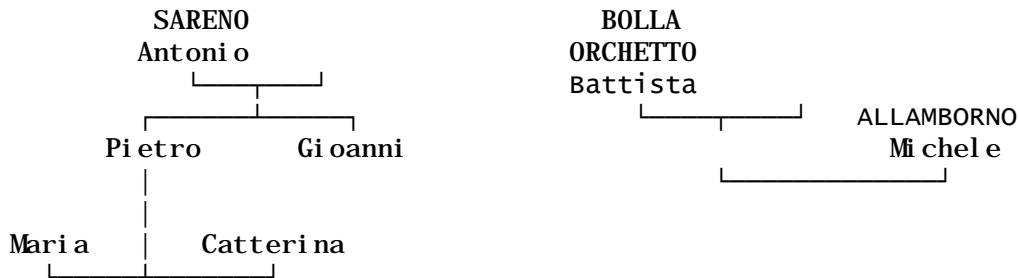 SARENO BOLLA
Antonio ORCHETTO
Battista
ALLAMBORNO
Pietro Gioanni Michele
Maria Catterina